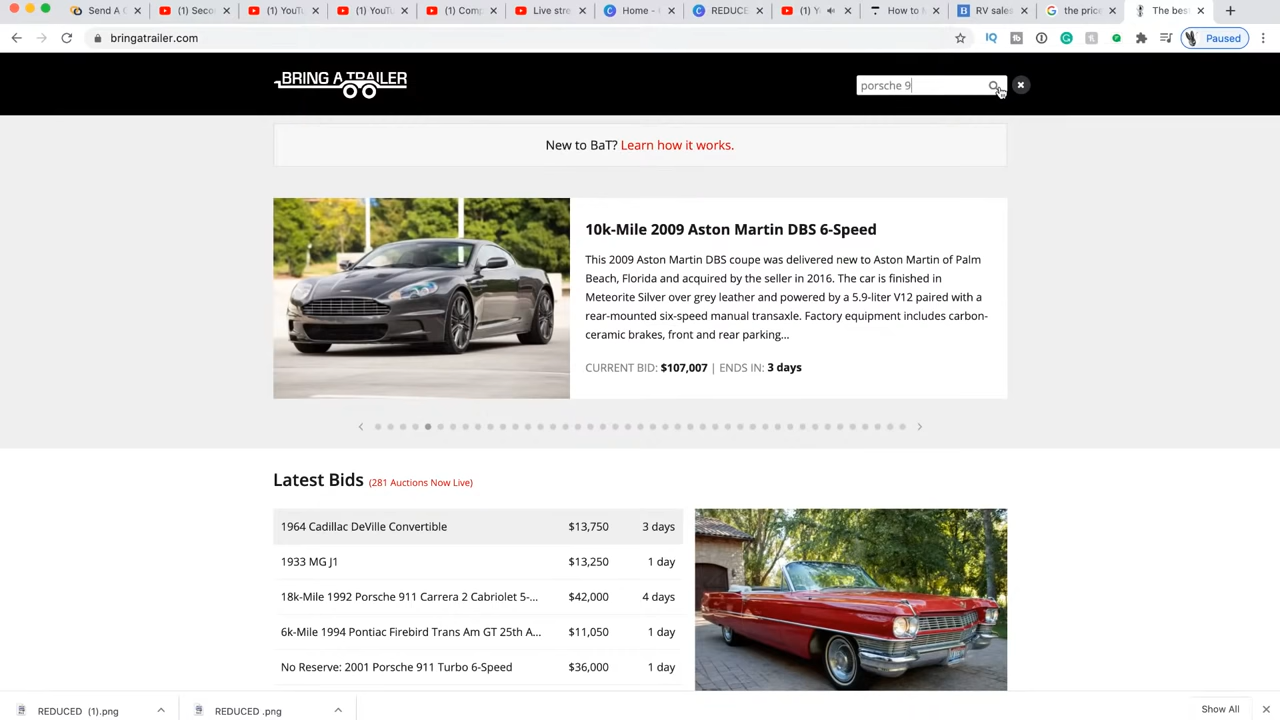 Send A G
(1) Seco
(1) YouTu
(1) YouTu
(1) Comp
Live stre
Home -
REDUCE
(1) Y
How to M
RV sales
the price
The bes
bringatrailer.com
Paused
BRING A TRAILER
porsche 9
New to BaT? Learn how it works.
10k-Mile 2009 Aston Martin DBS 6-Speed
This 2009 Aston Martin DBS coupe was delivered new to Aston Martin of Palm
Beach, Florida and acquired by the seller in 2016. The car is finished in
Meteorite Silver over grey leather and powered by a 5.9-liter V12 paired with a
rear-mounted six-speed manual transaxle. Factory equipment includes carbon-
ceramic brakes, front and rear parking...
CURRENT BID: $107,007 | ENDS IN: 3 days
Latest Bids (281 Auctions Now Live)
1964 Cadillac DeVille Convertible $13,750 3 days
1933 MG J1 $13,250 1 day
18k-Mile 1992 Porsche 911 Carrera 2 Cabriolet 5-... $42,000 4 days
6k-Mile 1994 Pontiac Firebird Trans Am GT 25th A... $11,050 1 day
No Reserve: 2001 Porsche 911 Turbo 6-Speed $36,000 1 day
REDUCED (1).png
REDUCED .png
Show All